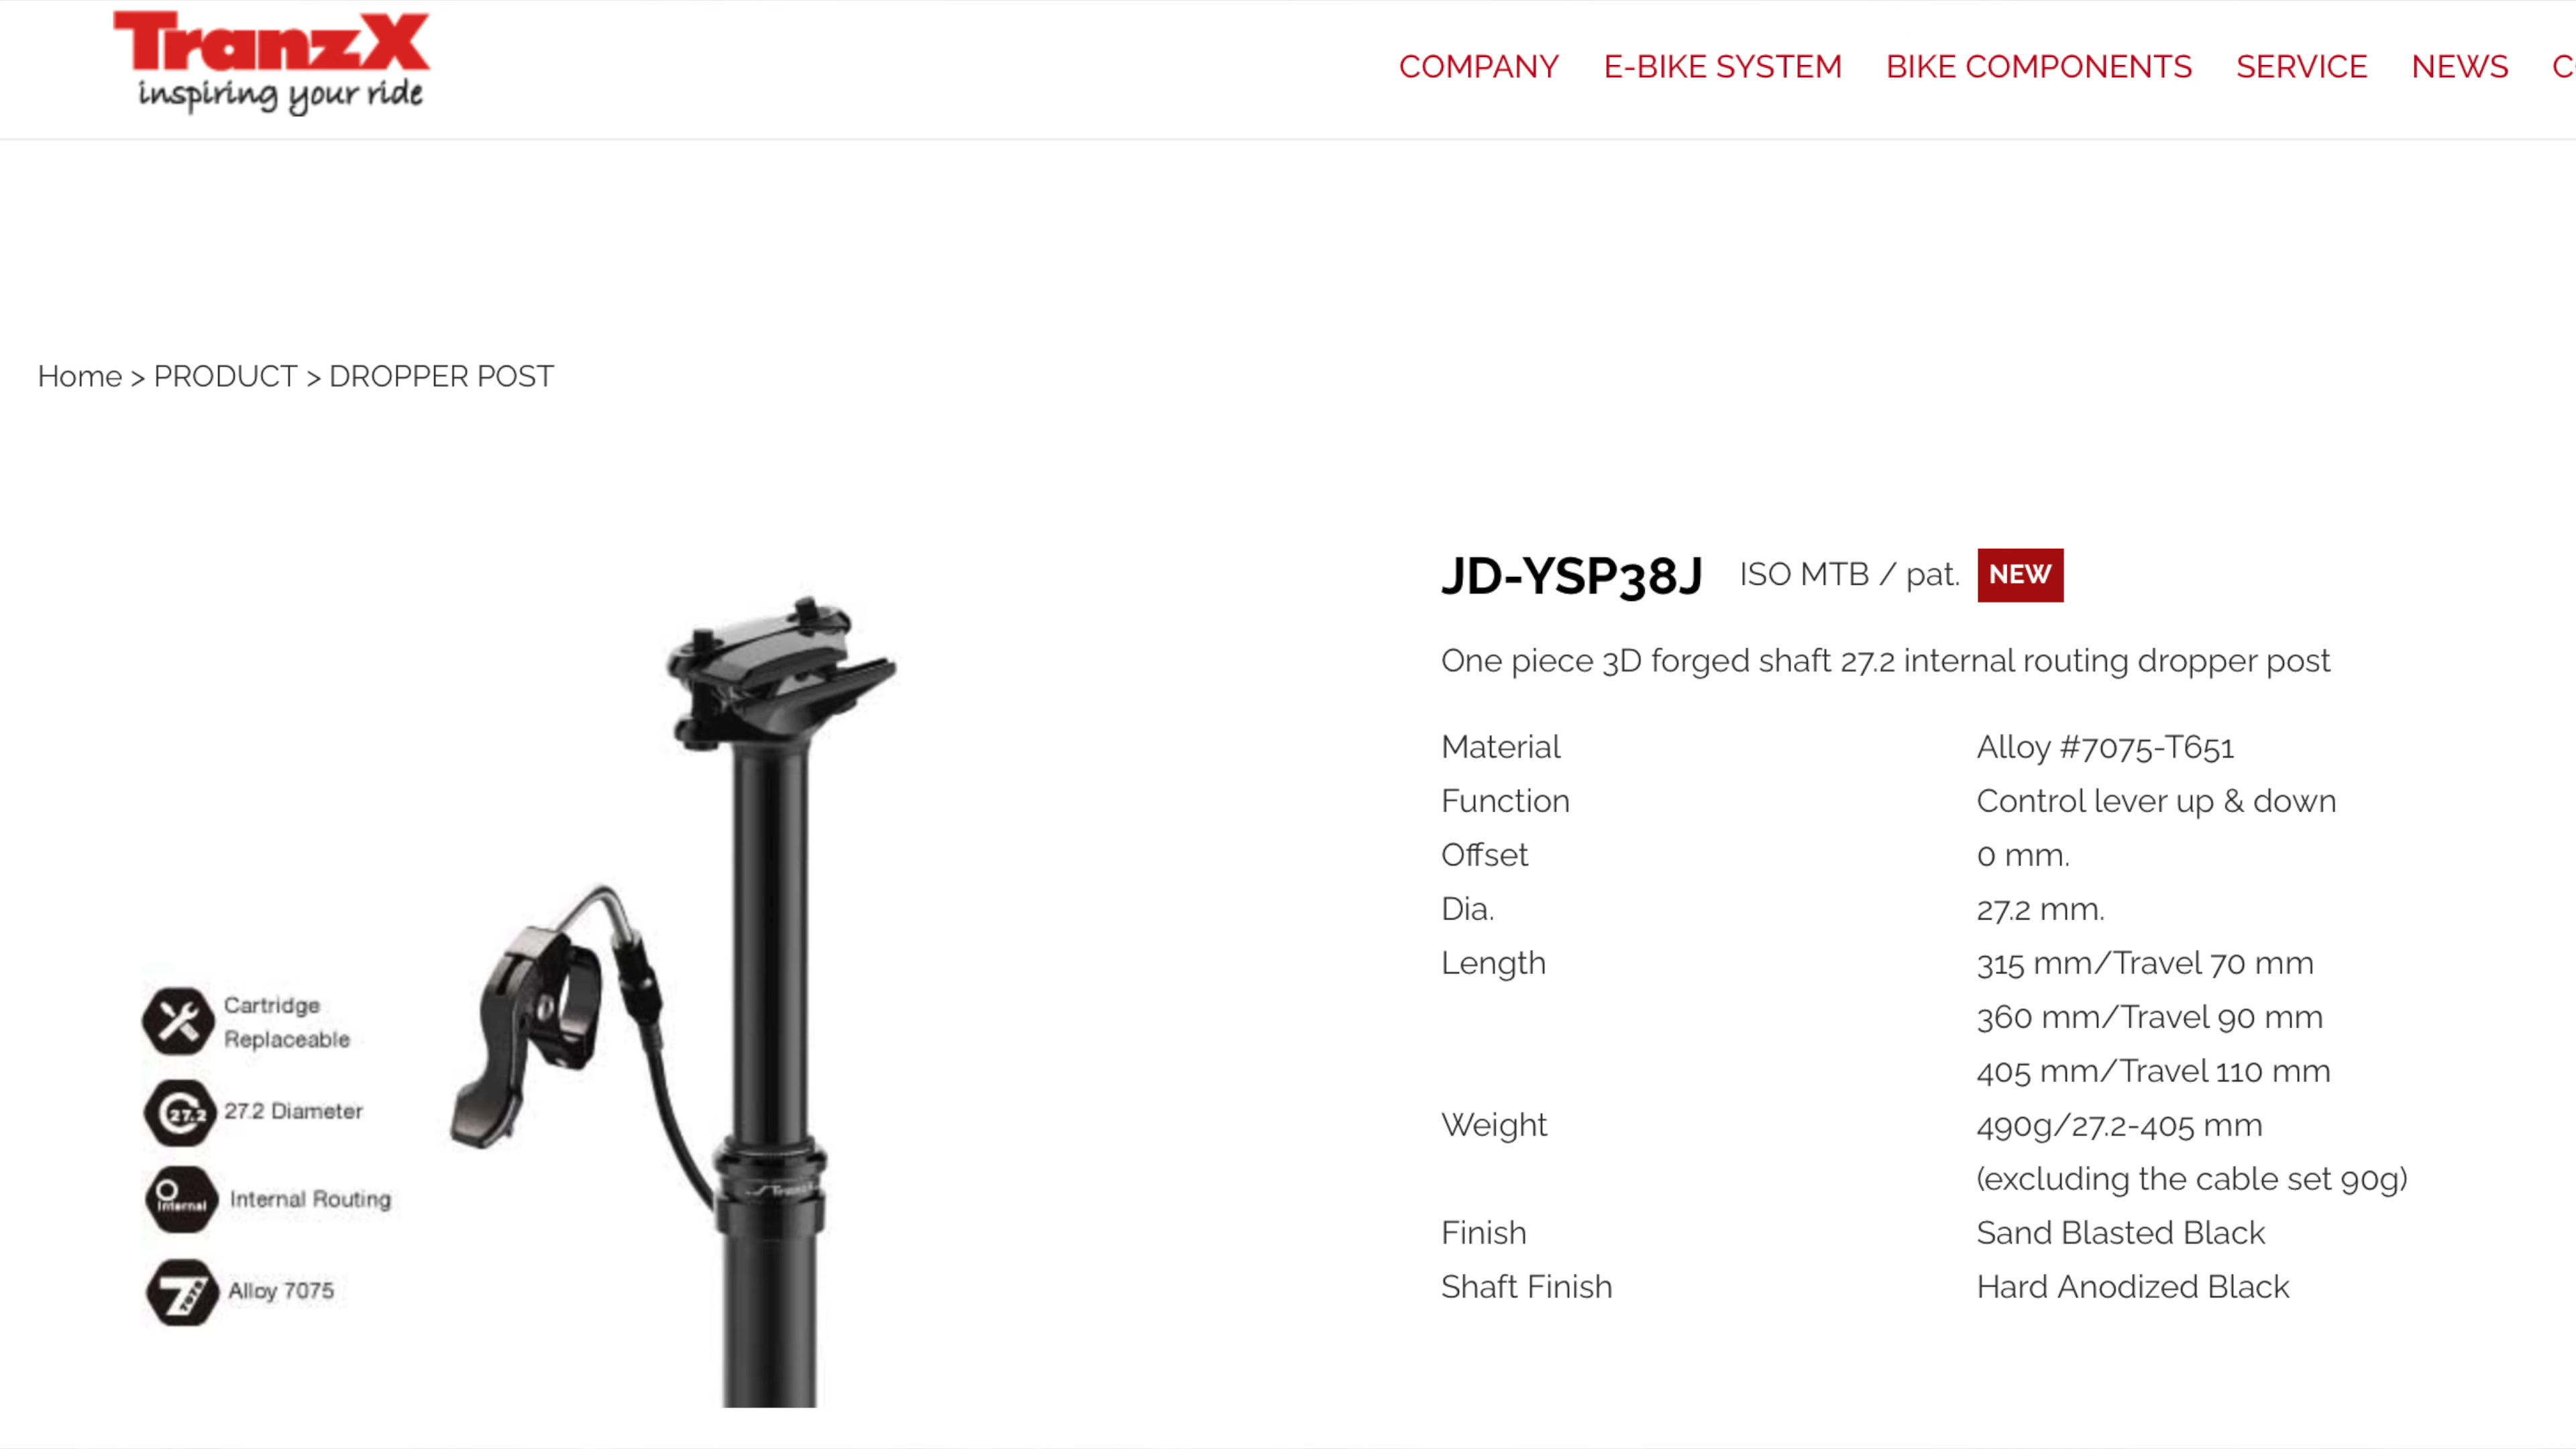 TranzX
inspiring your ride
COMPANY E-BIKE SYSTEM BIKE COMPONENTS SERVICE NEWS
Home > PRODUCT > DROPPER POST
JD-YSP38J ISO MTB / pat. NEW
One piece 3D forged shaft 27.2 internal routing dropper post
Material Alloy #7075-T651
Function Control lever up & down
Offset 0 mm.
Dia. 27.2 mm.
Length 315 mm/Travel 70 mm
360 mm/Travel 90 mm
405 mm/Travel 110 mm
Weight 490g/27.2-405 mm
(excluding the cable set 90g)
Finish Sand Blasted Black
Shaft Finish Hard Anodized Black
Cartridge
Replaceable
27.2 27.2 Diameter
Internal Internal Routing
7075 Alloy 7075
TranzX